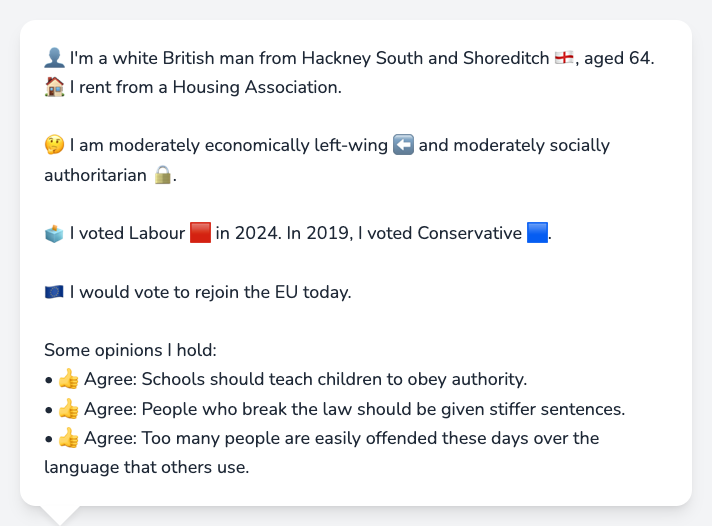 👤 I'm a white British man from Hackney South and Shoreditch 🏴󠁧󠁢󠁥󠁮󠁧󠁿, aged 64.
🏠 I rent from a Housing Association.
🤔 I am moderately economically left-wing ⬅️ and moderately socially
authoritarian 🔒.
🗳️ I voted Labour 🟥 in 2024. In 2019, I voted Conservative 🟦.
🇪🇺 I would vote to rejoin the EU today.
Some opinions I hold:
• 👍 Agree: Schools should teach children to obey authority.
• 👍 Agree: People who break the law should be given stiffer sentences.
• 👍 Agree: Too many people are easily offended these days over the
language that others use.